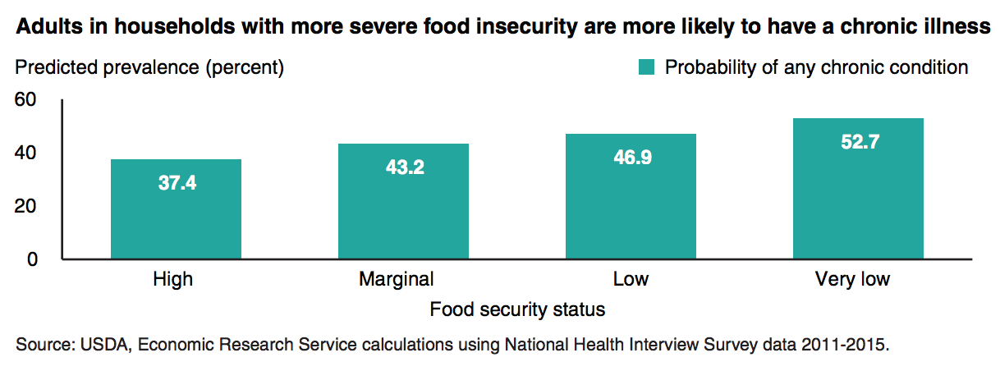 Adults in households with more severe food insecurity are more likely to have a chronic illness
Predicted prevalence (percent)
Probability of any chronic condition
60
40
20
0
37.4
43.2
46.9
52.7
High
Marginal
Low
Very low
Food security status
Source: USDA, Economic Research Service calculations using National Health Interview Survey data 2011-2015.